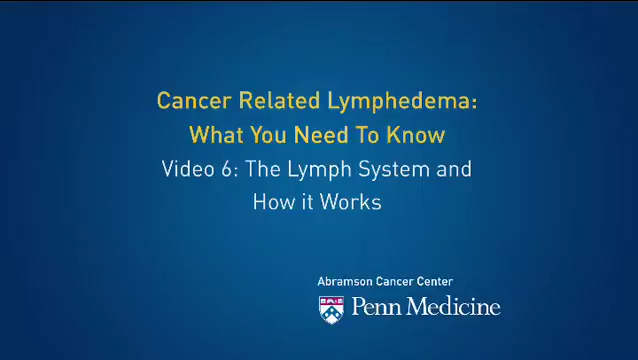 Cancer Related Lymphedema:
What You Need To Know
Video 6: The Lymph System and
How it Works
Abramson Cancer Center
Penn Medicine